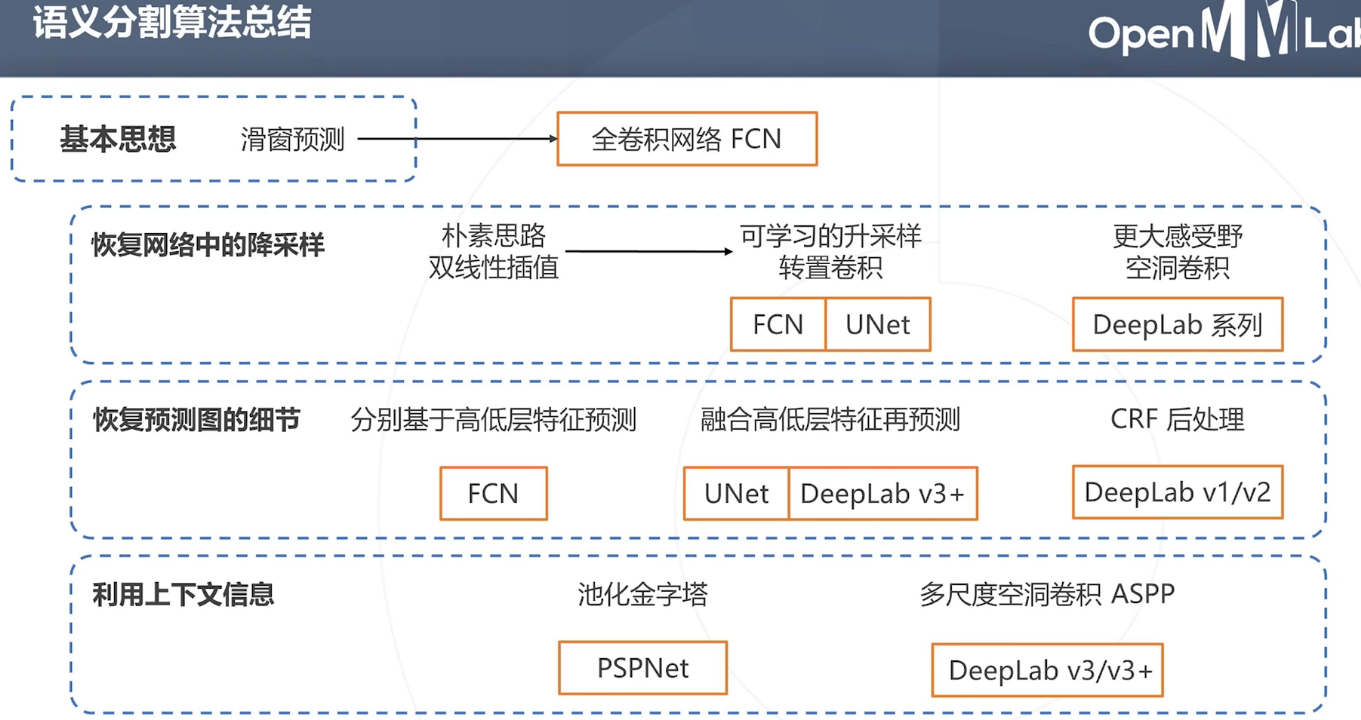 语义分割算法总结
OpenMMLab
基本思想
滑窗预测
全卷积网络 FCN
恢复网络中的降采样
朴素思路
双线性插值
可学习的升采样
转置卷积
更大感受野
空洞卷积
FCN
UNet
DeepLab 系列
恢复预测图的细节
分别基于高低层特征预测
融合高低层特征再预测
CRF 后处理
FCN
UNet
DeepLab v3+
DeepLab v1/v2
利用上下文信息
池化金字塔
多尺度空洞卷积 ASPP
PSPNet
DeepLab v3/v3+